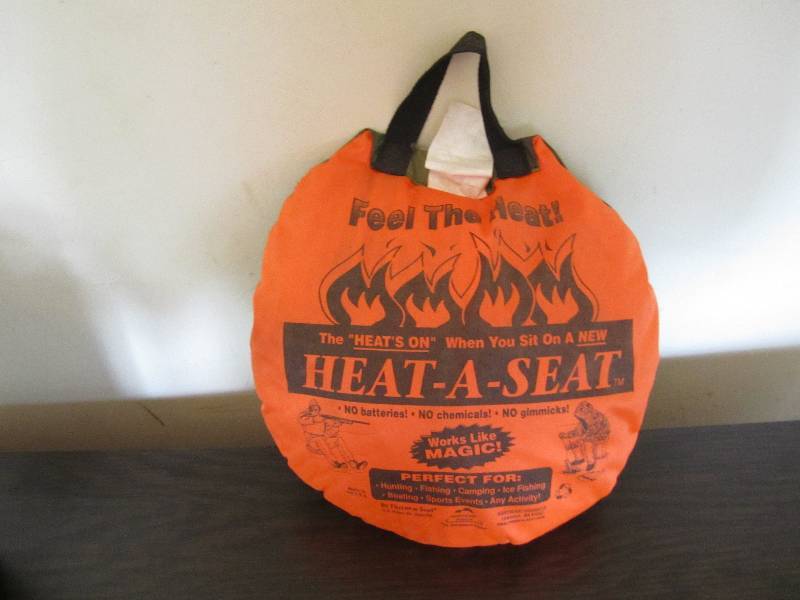 Feel The Heat!
The "HEAT'S ON" When You Sit On A NEW
HEAT-A-SEAT™
• NO batteries! • NO chemicals! • NO gimmicks!
Works Like
MAGIC!
PERFECT FOR:
• Hunting • Fishing • Camping • Ice Fishing
• Boating • Sports Events • Any Activity!